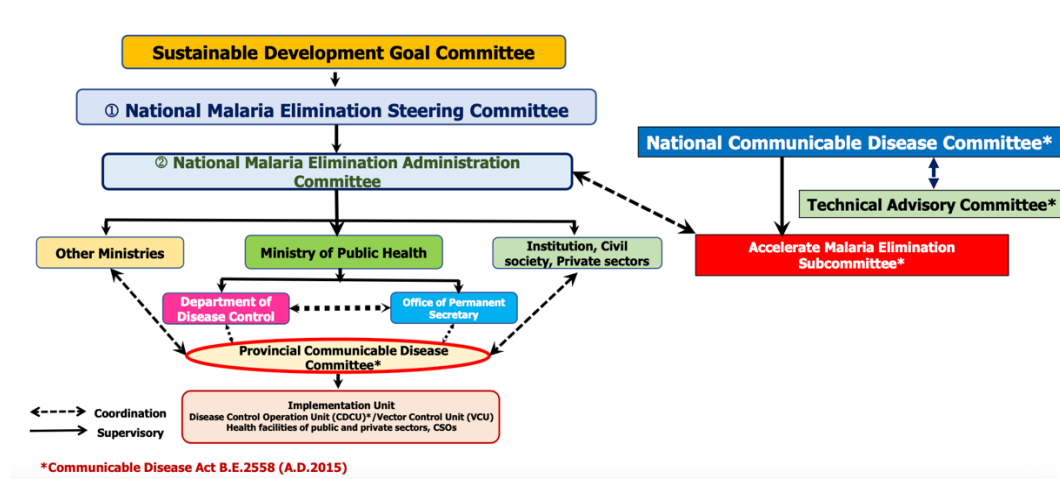 Sustainable Development Goal Committee
① National Malaria Elimination Steering Committee
② National Malaria Elimination Administration
Committee
National Communicable Disease Committee*
Technical Advisory Committee*
Accelerate Malaria Elimination
Subcommittee*
Other Ministries
Ministry of Public Health
Institution, Civil
society, Private sectors
Department of
Disease Control
Office of Permanent
Secretary
Provincial Communicable Disease
Committee*
Implementation Unit
Disease Control Operation Unit (CDCU)*/Vector Control Unit (VCU)
Health facilities of public and private sectors, CSOs
Coordination
Supervisory
*Communicable Disease Act B.E.2558 (A.D.2015)